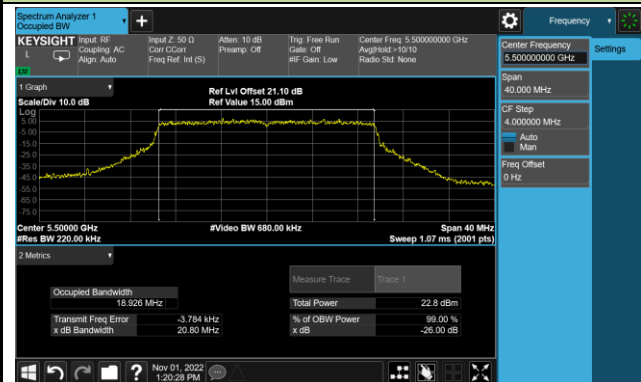 Spectrum Analyzer 1
Occupied BW
+
Frequency
KEYSIGHT
L
Input: RF
Coupling: AC
Align: Auto
Input Z: 50 Ω
Corr CCorr
Freq Ref: Int (S)
Atten: 10 dB
Preamp: Off
Trig: Free Run
Gate: Off
#IF Gain: Low
Center Freq: 5.500000000 GHz
Avg|Hold:>10/10
Radio Std: None
Center Frequency
5.500000000 GHz
Settings
Span
40.000 MHz
CF Step
4.000000 MHz
Auto
Man
Freq Offset
0 Hz
1 Graph
Scale/Div 10.0 dB
Ref Lvl Offset 21.10 dB
Ref Value 15.00 dBm
Log
5.00
-5.00
-15.0
-25.0
-35.0
-45.0
-55.0
-65.0
-75.0
Center 5.50000 GHz
#Res BW 220.00 kHz
#Video BW 680.00 kHz
Span 40 MHz
Sweep 1.07 ms (2001 pts)
2 Metrics
Measure Trace
Trace 1
Occupied Bandwidth
18.926 MHz
Total Power
22.8 dBm
Transmit Freq Error
-3.784 kHz
% of OBW Power
99.00 %
x dB Bandwidth
20.80 MHz
x dB
-26.00 dB
?
Nov 01, 2022
1:20:28 PM